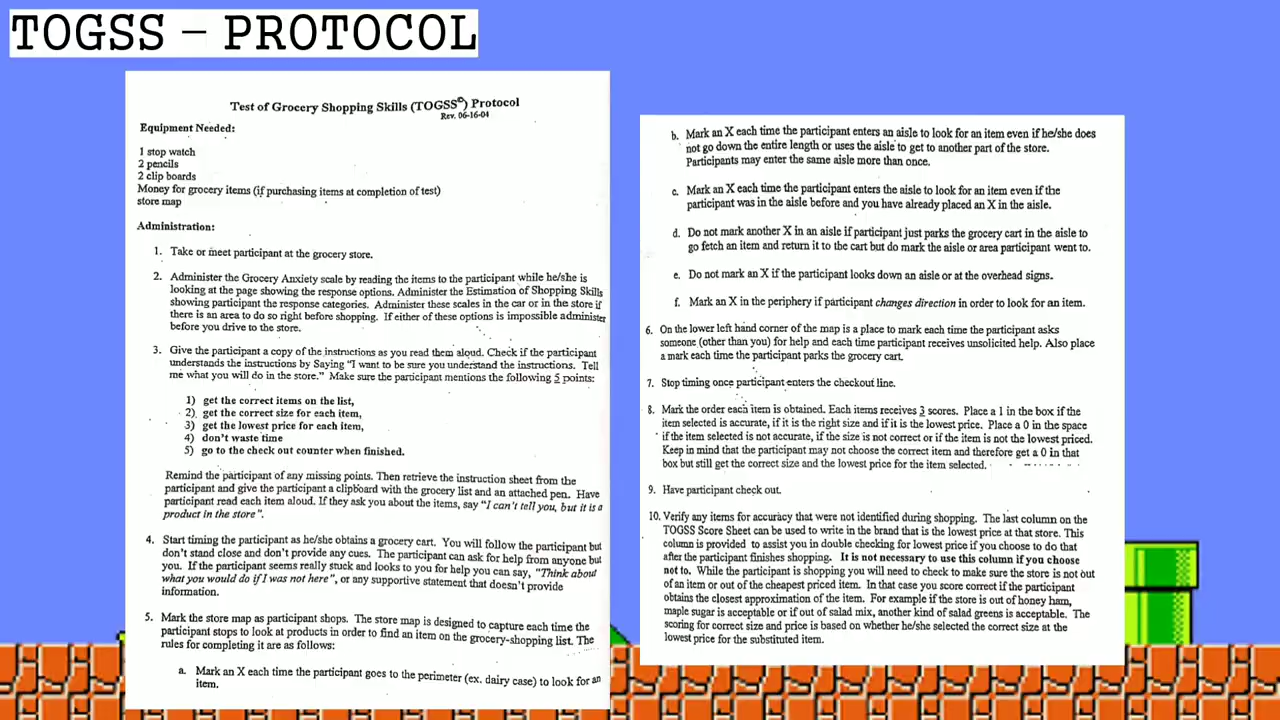 TOGSS – PROTOCOL
Test of Grocery Shopping Skills (TOGSS©) Protocol
Rev. 06-16-04
Equipment Needed:
1 stop watch
2 pencils
2 clip boards
Money for grocery items (if purchasing items at completion of test)
store map
Administration:
1. Take or meet participant at the grocery store.
2. Administer the Grocery Anxiety scale by reading the items to the participant while he/she is
looking at the page showing the response options. Administer the Estimation of Shopping Skills
showing participant the response categories. Administer these scales in the car or in the store if
there is an area to do so right before shopping. If either of these options is impossible administer
before you drive to the store.
3. Give the participant a copy of the instructions as you read them aloud. Check if the participant
understands the instructions by Saying "I want to be sure you understand the instructions. Tell
me what you will do in the store." Make sure the participant mentions the following 5 points:
1) get the correct items on the list,
2) get the correct size for each item,
3) get the lowest price for each item,
4) don't waste time
5) go to the check out counter when finished.
Remind the participant of any missing points. Then retrieve the instruction sheet from the
participant and give the participant a clipboard with the grocery list and an attached pen. Have
participant read each item aloud. If they ask you about the items, say "I can't tell you, but it is a
product in the store".
4. Start timing the participant as he/she obtains a grocery cart. You will follow the participant but
don't stand close and don't provide any cues. The participant can ask for help from anyone but
you. If the participant seems really stuck and looks to you for help you can say, "Think about
what you would do if I was not here", or any supportive statement that doesn't provide
information.
5. Mark the store map as participant shops. The store map is designed to capture each time the
participant stops to look at products in order to find an item on the grocery-shopping list. The
rules for completing it are as follows:
a. Mark an X each time the participant goes to the perimeter (ex. dairy case) to look for an
item.
b. Mark an X each time the participant enters an aisle to look for an item even if he/she does
not go down the entire length or uses the aisle to get to another part of the store.
Participants may enter the same aisle more than once.
c. Mark an X each time the participant enters the aisle to look for an item even if the
participant was in the aisle before and you have already placed an X in the aisle.
d. Do not mark another X in an aisle if participant just parks the grocery cart in the aisle to
go fetch an item and return it to the cart but do mark the aisle or area participant went to.
e. Do not mark an X if the participant looks down an aisle or at the overhead signs.
f. Mark an X in the periphery if participant changes direction in order to look for an item.
6. On the lower left hand corner of the map is a place to mark each time the participant asks
someone (other than you) for help and each time participant receives unsolicited help. Also place
a mark each time the participant parks the grocery cart.
7. Stop timing once participant enters the checkout line.
8. Mark the order each item is obtained. Each items receives 3 scores. Place a 1 in the box if the
item selected is accurate, if it is the right size and if it is the lowest price. Place a 0 in the space
if the item selected is not accurate, if the size is not correct or if the item is not the lowest priced.
Keep in mind that the participant may not choose the correct item and therefore get a 0 in that
box but still get the correct size and the lowest price for the item selected.
9. Have participant check out.
10. Verify any items for accuracy that were not identified during shopping. The last column on the
TOGSS Score Sheet can be used to write in the brand that is the lowest price at that store. This
column is provided to assist you in double checking for lowest price if you choose to do that
after the participant finishes shopping. It is not necessary to use this column if you choose
not to. While the participant is shopping you will need to check to make sure the store is not out
of an item or out of the cheapest priced item. In that case you score correct if the participant
obtains the closest approximation of the item. For example if the store is out of honey ham,
maple sugar is acceptable or if out of salad mix, another kind of salad greens is acceptable. The
scoring for correct size and price is based on whether he/she selected the correct size at the
lowest price for the substituted item.